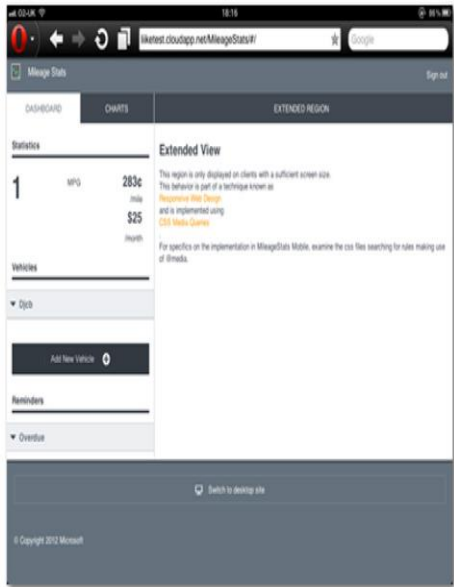 O2-UK
18:16
88%
liketest.cloudapp.net/MileageStats/#/
Google
Mileage Stats
Sign out
DASHBOARD
CHARTS
EXTENDED REGION
Statistics
1
MPG
283¢
/mile
$25
/month
Vehicles
Djcb
Add New Vehicle
Reminders
Overdue
Extended View
This region is only displayed on clients with a sufficient screen size.
This behavior is part of a technique known as
Responsive Web Design
and is implemented using
CSS Media Queries
.
For specifics on the implementation in MileageStats Mobile, examine the css files searching for rules making use
of @media.
Switch to desktop site
© Copyright 2012 Microsoft